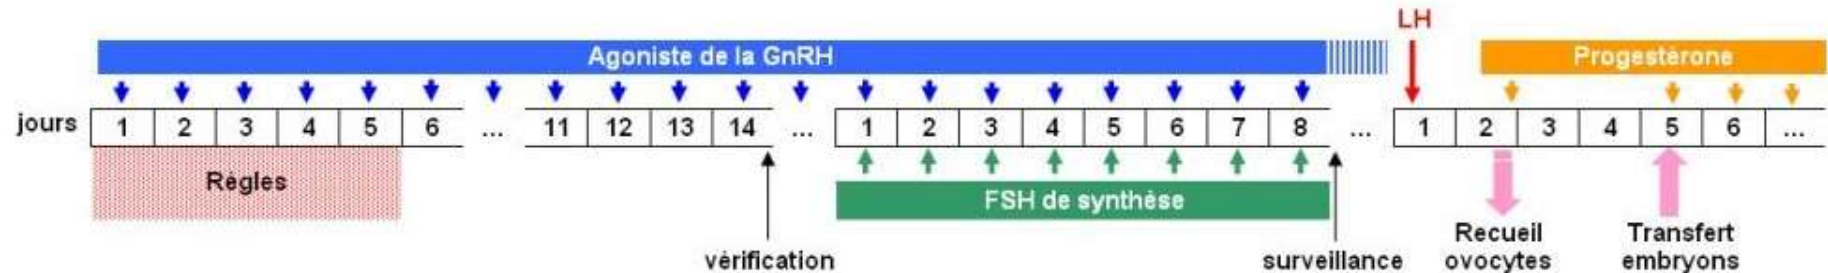 LH
Agoniste de la GnRH
Progestérone
jours 1 2 3 4 5 6 ... 11 12 13 14 ... 1 2 3 4 5 6 7 8 ... 1 2 3 4 5 6 ...
Règles
FSH de synthèse
vérification
surveillance
Recueil
ovocytes
Transfert
embryons